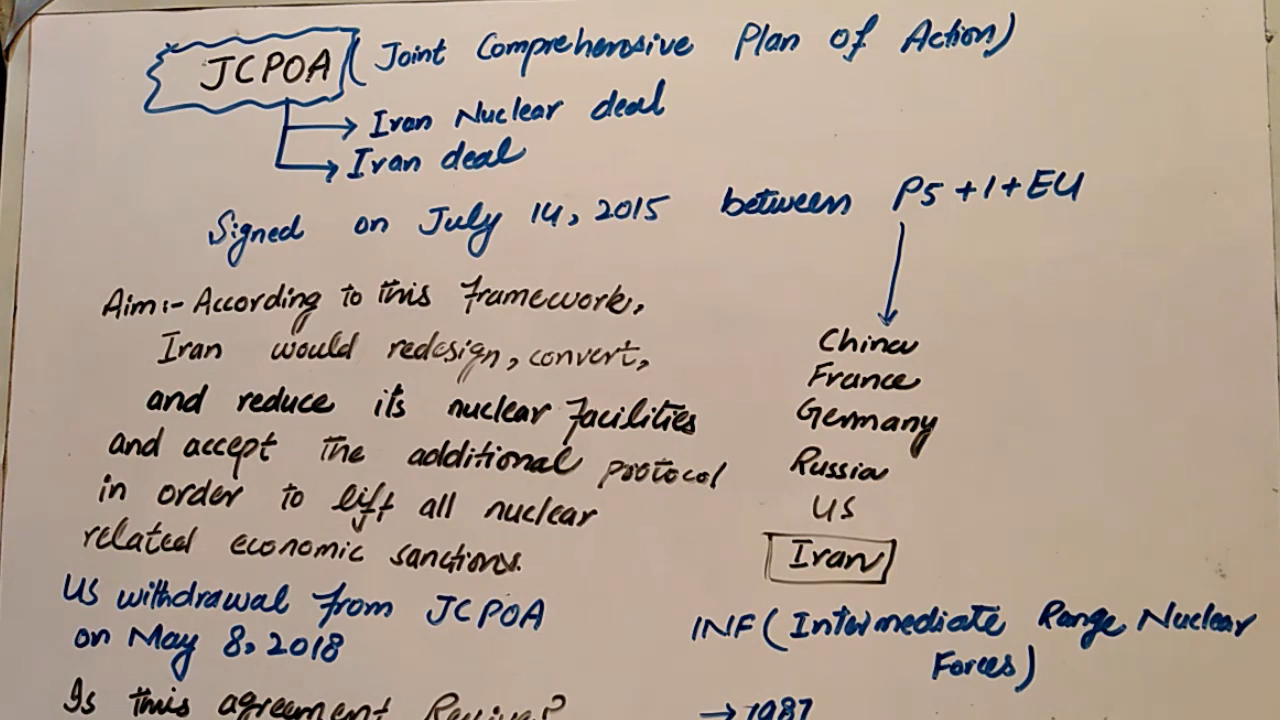 JCPOA (Joint Comprehensive Plan of Action)
→ Iran Nuclear deal
→ Iran deal
Signed on July 14, 2015 between P5+1+EU
Aim:- According to this framework,
Iran would redesign, convert,
and reduce its nuclear facilities
and accept the additional protocol
in order to lift all nuclear
related economic sanctions.
US withdrawal from JCPOA
on May 8, 2018
Is this agreement Revive?
China
France
Germany
Russia
US
Iran
INF (Intermediate Range Nuclear
Forces)
→ 1987